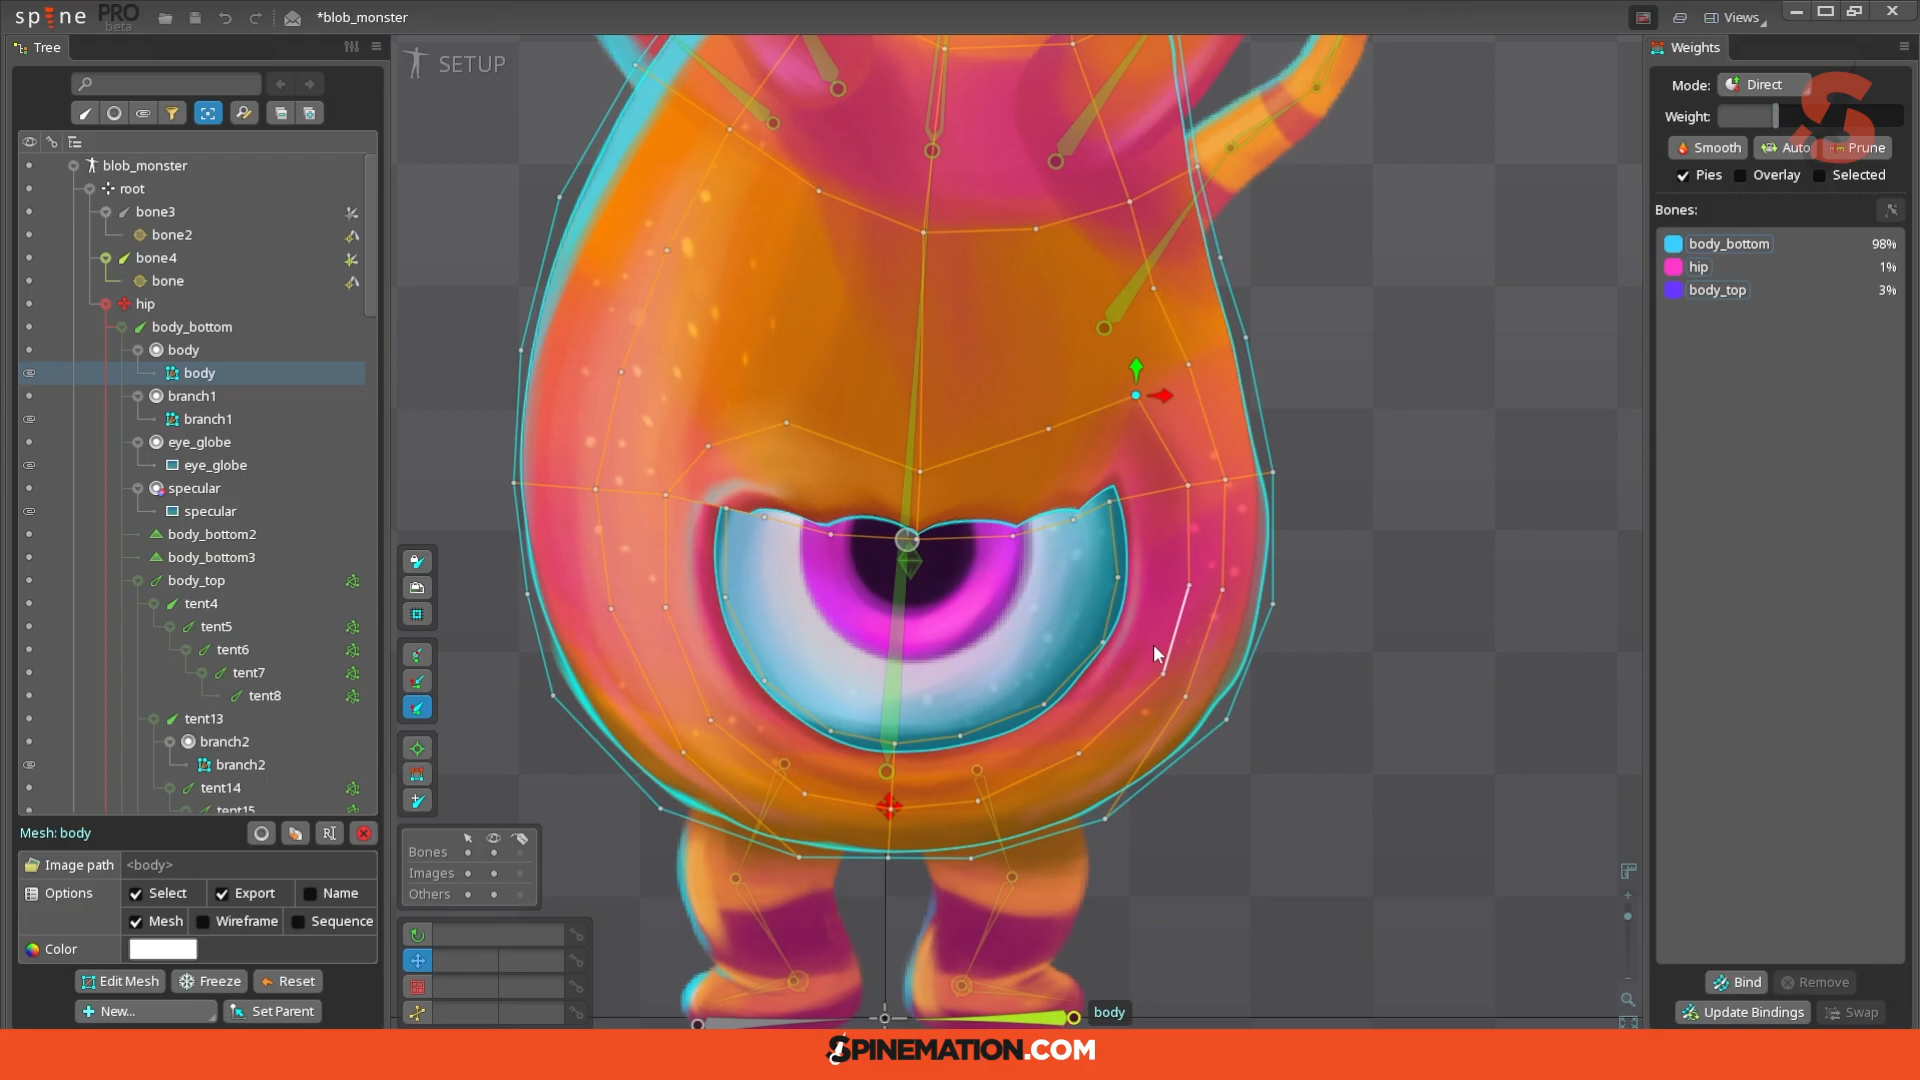 spine PRO
beta
*blob_monster
Views
Tree
SETUP
blob_monster
root
bone3
bone2
bone4
bone
hip
body_bottom
body
body
branch1
branch1
eye_globe
eye_globe
specular
specular
body_bottom2
body_bottom3
body_top
tent4
tent5
tent6
tent7
tent8
tent13
branch2
branch2
tent14
tent15
Mesh: body
Image path <body>
Options Select Export Name
Mesh Wireframe Sequence
Color
Edit Mesh Freeze Reset
New... Set Parent
Bones
Images
Others
body
Weights
Mode: Direct
Weight:
Smooth Auto Prune
Pies Overlay Selected
Bones:
body_bottom 98%
hip 1%
body_top 3%
Bind Remove
Update Bindings Swap
SPINEMATION.COM